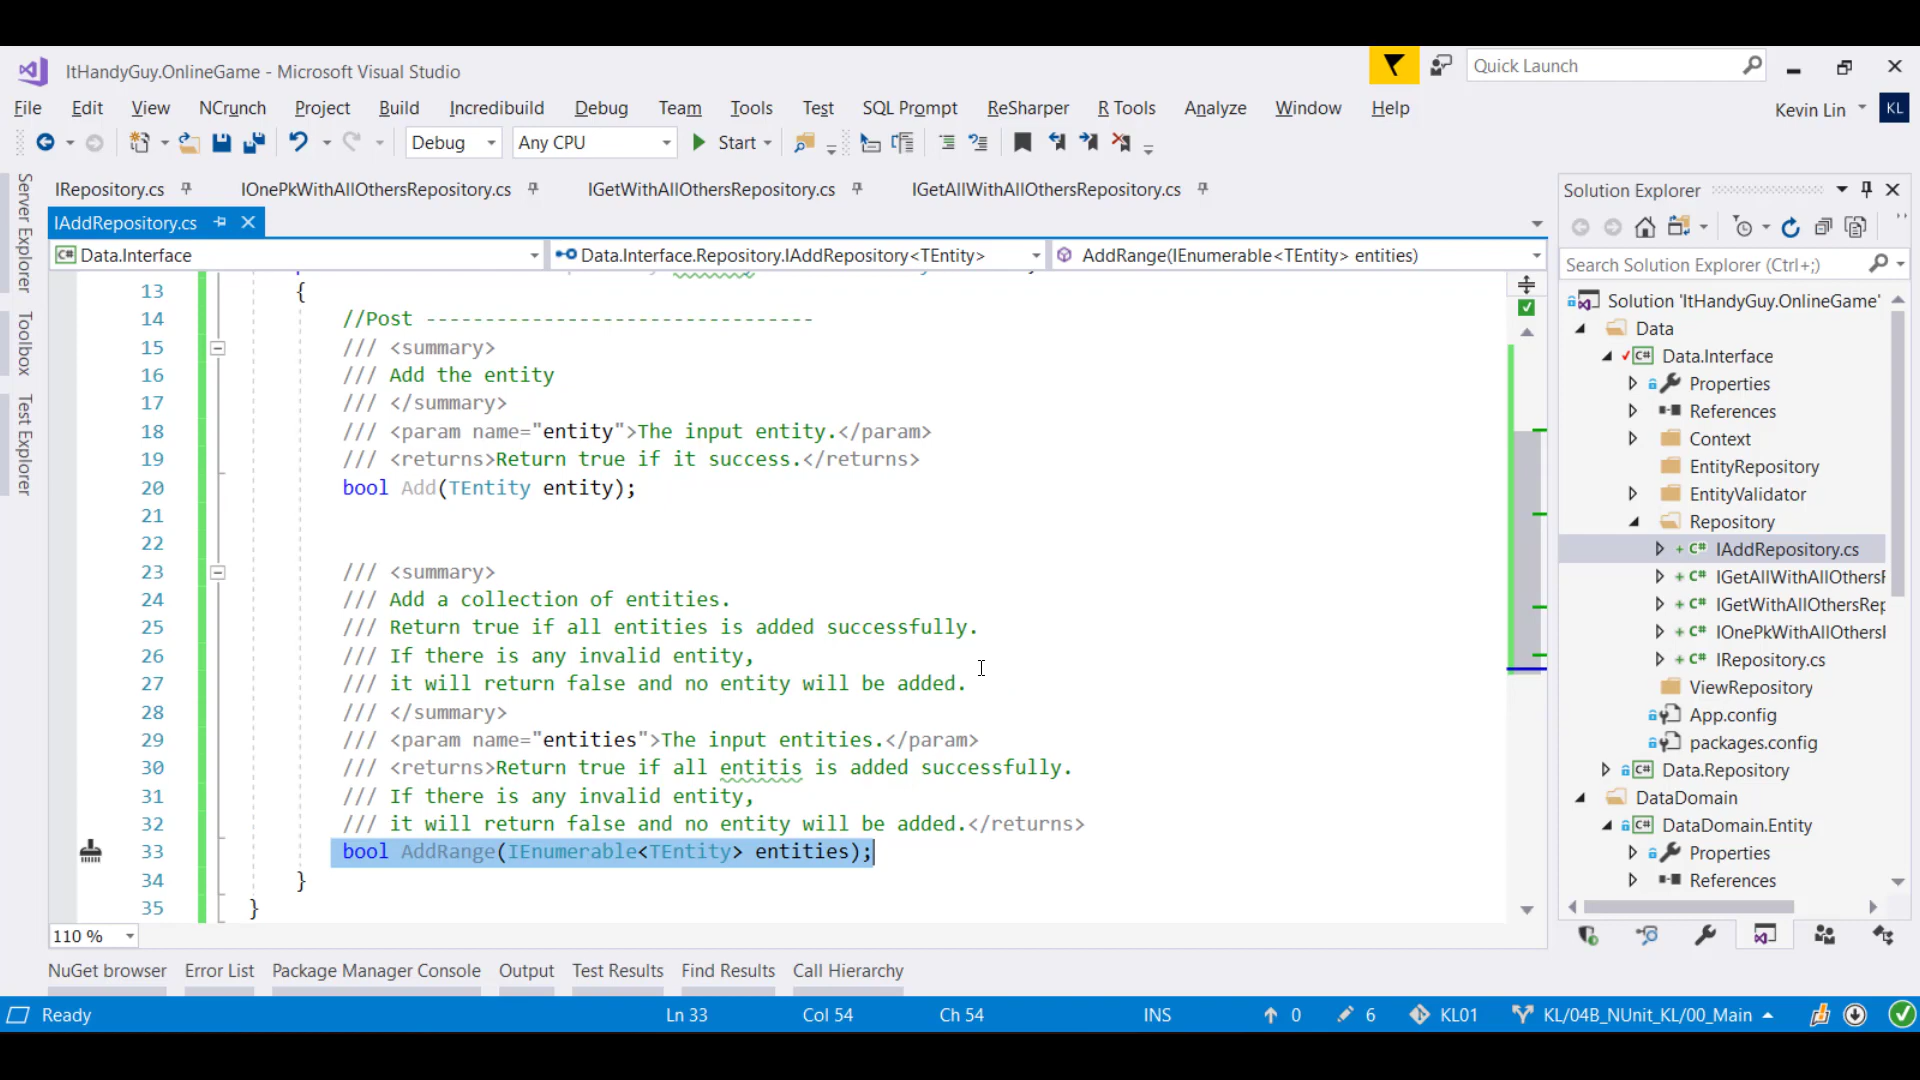 ItHandyGuy.OnlineGame - Microsoft Visual Studio
Quick Launch
File Edit View NCrunch Project Build Incredibuild Debug Team Tools Test SQL Prompt ReSharper R Tools Analyze Window Help
Kevin Lin KL
Debug Any CPU Start
Server Explorer
Toolbox
Test Explorer
IRepository.cs IOnePkWithAllOthersRepository.cs IGetWithAllOthersRepository.cs IGetAllWithAllOthersRepository.cs
IAddRepository.cs
Data.Interface Data.Interface.Repository.IAddRepository<TEntity> AddRange(IEnumerable<TEntity> entities)
13 {
14 //Post ---------------------------------
15 /// <summary>
16 /// Add the entity
17 /// </summary>
18 /// <param name="entity">The input entity.</param>
19 /// <returns>Return true if it success.</returns>
20 bool Add(TEntity entity);
21
22
23 /// <summary>
24 /// Add a collection of entities.
25 /// Return true if all entities is added successfully.
26 /// If there is any invalid entity,
27 /// it will return false and no entity will be added.
28 /// </summary>
29 /// <param name="entities">The input entities.</param>
30 /// <returns>Return true if all entitis is added successfully.
31 /// If there is any invalid entity,
32 /// it will return false and no entity will be added.</returns>
33 bool AddRange(IEnumerable<TEntity> entities);
34 }
35 }
110 %
Solution Explorer
Search Solution Explorer (Ctrl+;)
Solution 'ItHandyGuy.OnlineGame'
Data
C# Data.Interface
Properties
References
Context
EntityRepository
EntityValidator
Repository
C# IAddRepository.cs
C# IGetAllWithAllOthersF
C# IGetWithAllOthersRep
C# IOnePkWithAllOthersI
C# IRepository.cs
ViewRepository
App.config
packages.config
C# Data.Repository
DataDomain
C# DataDomain.Entity
Properties
References
NuGet browser Error List Package Manager Console Output Test Results Find Results Call Hierarchy
Ready Ln 33 Col 54 Ch 54 INS 0 6 KL01 KL/04B_NUnit_KL/00_Main